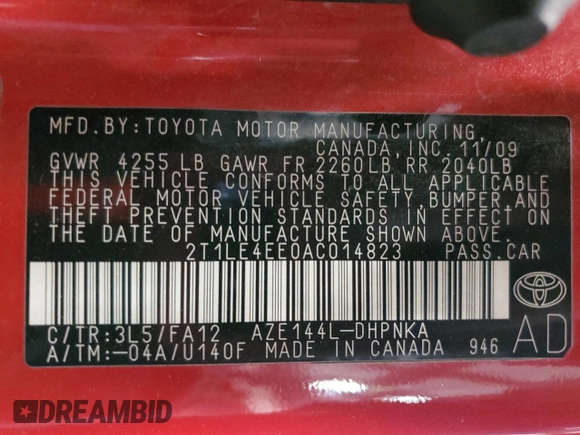 MFD.BY:TOYOTA MOTOR MANUFACTURING,
CANADA,INC. 11/09
GVWR 4255 LB GAWR FR 2260LB, RR 2040LB
THIS VEHICLE CONFORMS TO ALL APPLICABLE
FEDERAL MOTOR VEHICLE SAFETY, BUMPER, AND
THEFT PREVENTION STANDARDS IN EFFECT ON
THE DATE OF MANUFACTURE SHOWN ABOVE.
2T1LE4EE0AC014823 PASS.CAR
C/TR:3L5/FA12 AZE144L-DHPNKA
A/TM:-04A/U140F MADE IN CANADA 946
AD
DREAMBID